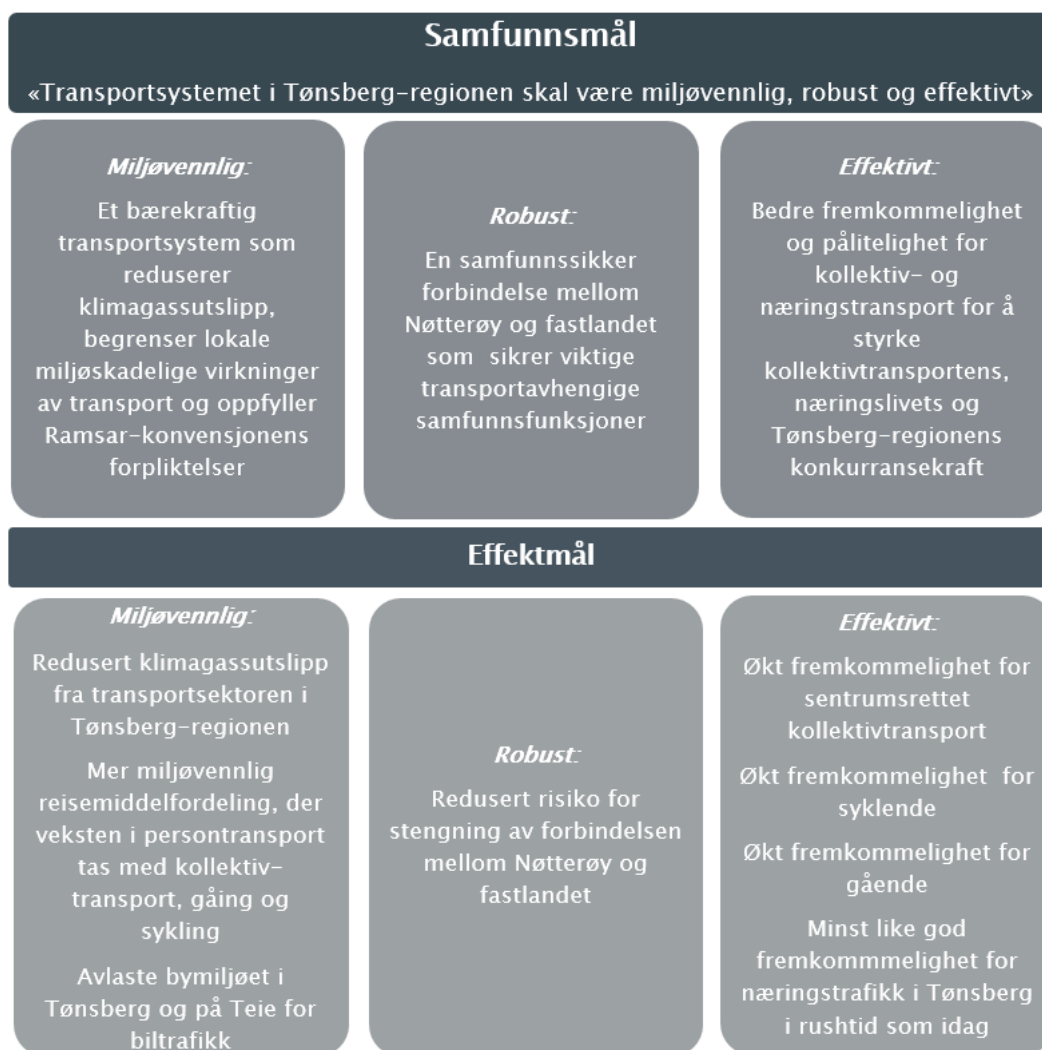 Samfunnsmål
«Transportsystemet i Tønsberg-regionen skal være miljøvennlig, robust og effektivt»
Miljøvennlig:
Et bærekraftig
transportsystem som
reduserer
klimagassutslipp,
begrenser lokale
miljøskadelige virkninger
av transport og oppfyller
Ramsar-konvensjonens
forpliktelser
Robust:
En samfunnssikker
forbindelse mellom
Nøtterøy og fastlandet
som sikrer viktige
transportavhengige
samfunnsfunksjoner
Effektivt:
Bedre fremkommelighet
og pålitelighet for
kollektiv- og
næringstransport for å
styrke
kollektivtransportens,
næringslivets og
Tønsberg-regionens
konkurransekraft
Effektmål
Miljøvennlig:
Redusert klimagassutslipp
fra transportsektoren i
Tønsberg-regionen
Mer miljøvennlig
reisemiddelfordeling, der
veksten i persontransport
tas med kollektiv-
transport, gåing og
sykling
Avlaste bymiljøet i
Tønsberg og på Teie for
biltrafikk
Robust:
Redusert risiko for
stengning av forbindelsen
mellom Nøtterøy og
fastlandet
Effektivt:
Økt fremkommelighet for
sentrumsrettet
kollektivtransport
Økt fremkommelighet for
syklende
Økt fremkommelighet for
gående
Minst like god
fremkommmelighet for
næringstrafikk i Tønsberg
i rushtid som idag